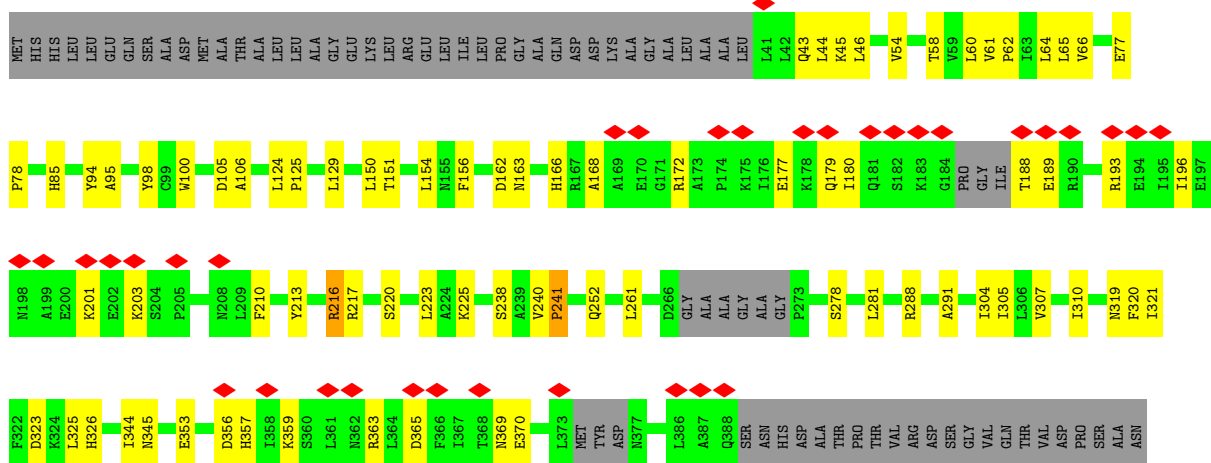 MET HIS HIS LEU LEU GLU GLN SER ALA ASP MET ALA THR ALA LEU LEU ALA GLY GLU LYS LEU ARG GLU LEU ILE LEU PRO GLY ALA GLN ASP ASP LYS ALA GLY ALA LEU ALA ALA LEU L41 L42 Q43 L44 K45 L46 V54 T58 V59 L60 V61 P62 I63 L64 L65 V66 E77
P78 H85 Y94 A95 Y98 C99 W100 D105 A106 L124 P125 L129 L150 T151 L154 N155 F156 D162 N163 H166 R167 A168 A169 E170 G171 R172 A173 P174 K175 I176 E177 K178 Q179 I180 Q181 S182 K183 G184 PRO GLY ILE T188 E189 R190 R193 E194 I195 I196 E197
N198 A199 E200 K201 E202 K203 S204 P205 N208 L209 F210 Y213 R216 R217 S220 L223 A224 K225 S238 A239 V240 P241 Q252 L261 D266 GLY ALA ALA GLY ALA GLY P273 S278 L281 R288 A291 I304 I305 L306 V307 I310 N319 F320 I321
F322 D323 K324 L325 H326 I344 N345 E353 D356 H357 I358 K359 S360 L361 N362 R363 L364 D365 F366 I367 T368 N369 E370 L373 MET TYR ASP N377 L386 A387 Q388 SER ASN HIS ASP ALA THR PRO THR VAL ARG ASP SER GLY VAL GLN THR VAL ASP PRO SER ALA ASN